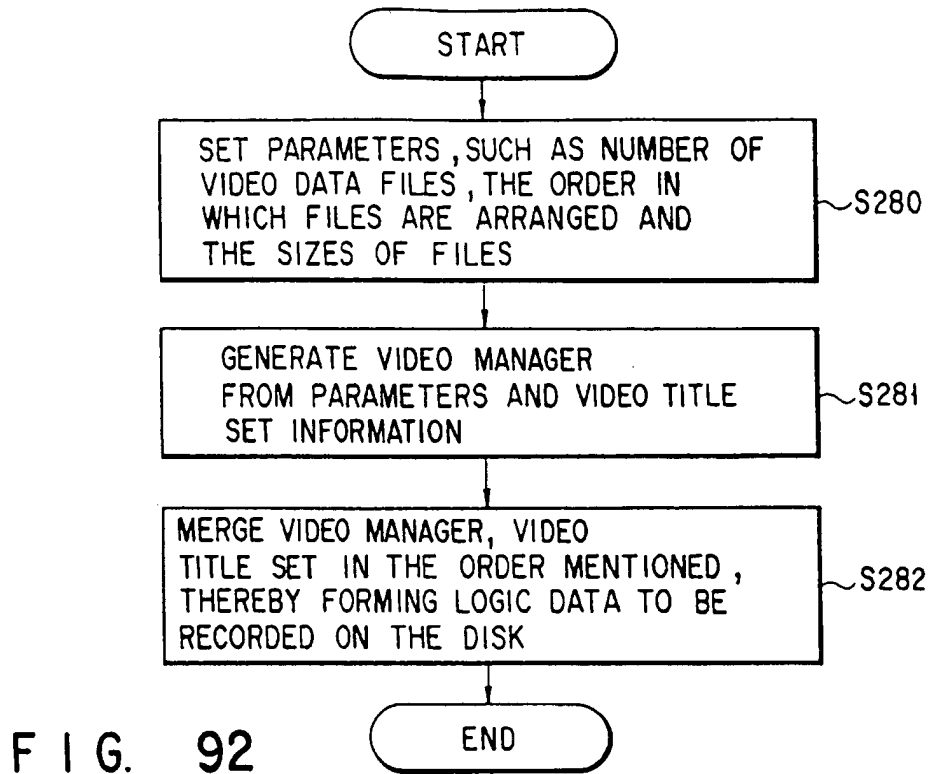 START
SET PARAMETERS, SUCH AS NUMBER OF
VIDEO DATA FILES, THE ORDER IN
WHICH FILES ARE ARRANGED AND
THE SIZES OF FILES
S280
GENERATE VIDEO MANAGER
FROM PARAMETERS AND VIDEO TITLE
SET INFORMATION
S281
MERGE VIDEO MANAGER, VIDEO
TITLE SET IN THE ORDER MENTIONED,
THEREBY FORMING LOGIC DATA TO BE
RECORDED ON THE DISK
S282
END
FIG. 92